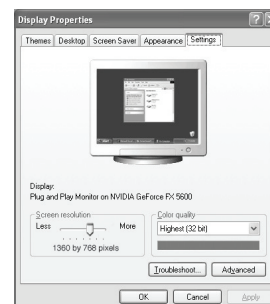 Display Properties
Themes Desktop Screen Saver Appearance Settings
Display:
Plug and Play Monitor on NVIDIA GeForce FX 5600
Screen resolution
Less More
1360 by 768 pixels
Color quality
Highest (32 bit)
Troubleshoot... Advanced
OK Cancel Apply